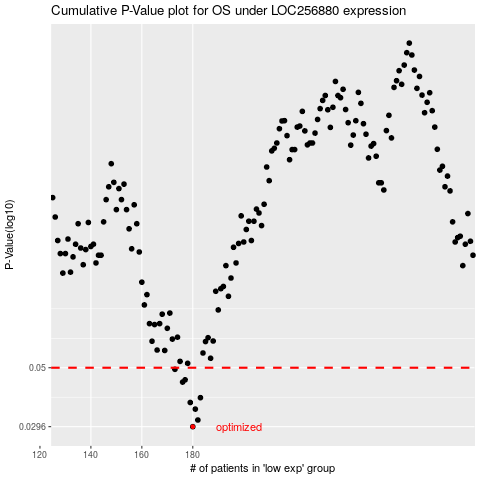 Cumulative P-Value plot for OS under LOC256880 expression
P-Value(log10)
0.05
0.0296
optimized
120 140 160 180
# of patients in 'low exp' group